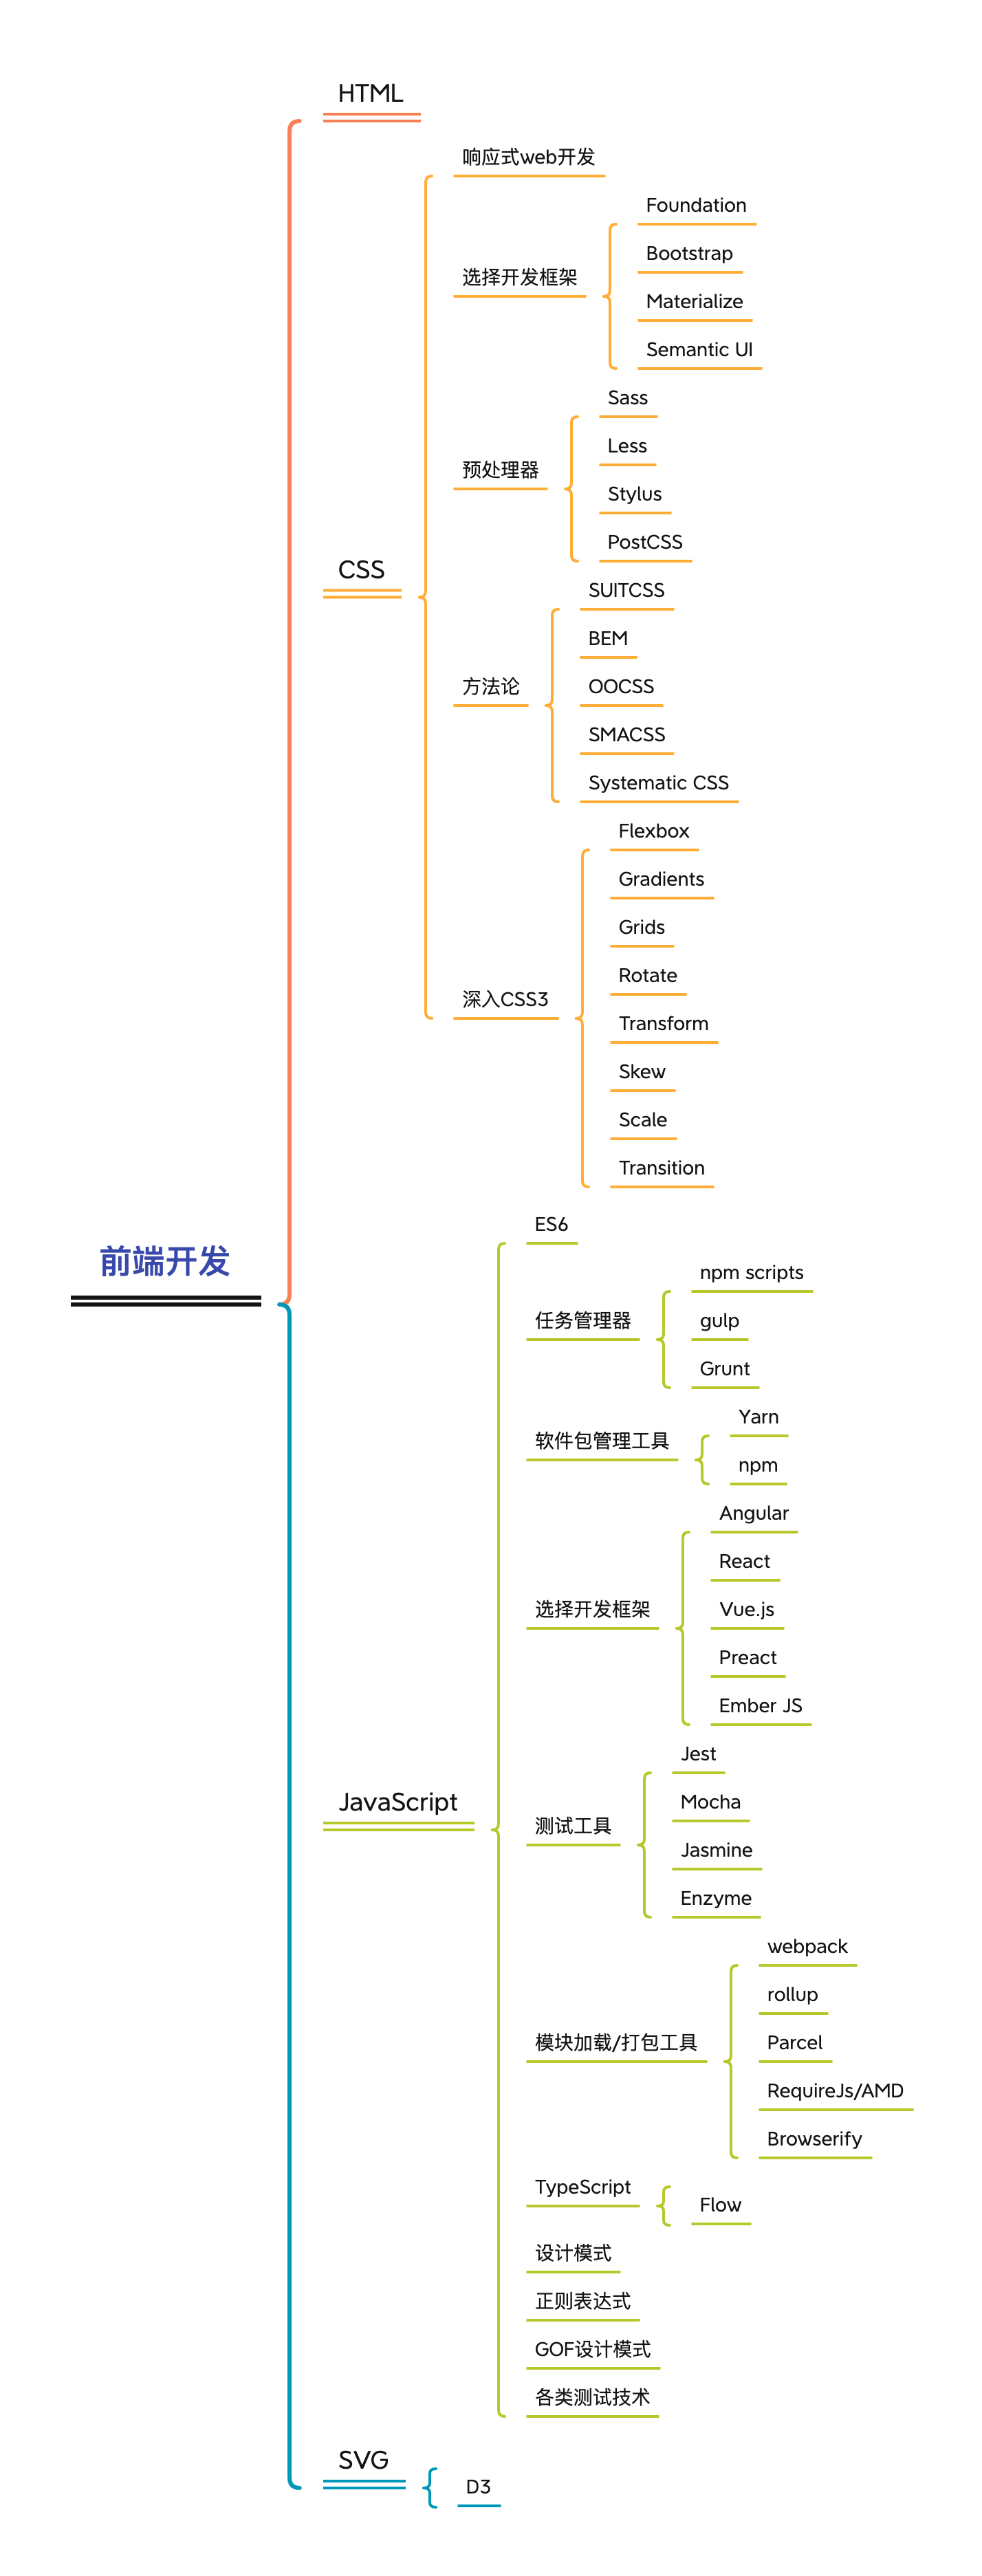 前端开发
HTML
CSS
响应式web开发
选择开发框架
Foundation
Bootstrap
Materialize
Semantic UI
预处理器
Sass
Less
Stylus
PostCSS
方法论
SUITCSS
BEM
OOCSS
SMACSS
Systematic CSS
深入CSS3
Flexbox
Gradients
Grids
Rotate
Transform
Skew
Scale
Transition
JavaScript
ES6
任务管理器
npm scripts
gulp
Grunt
软件包管理工具
Yarn
npm
选择开发框架
Angular
React
Vue.js
Preact
Ember JS
测试工具
Jest
Mocha
Jasmine
Enzyme
模块加载/打包工具
webpack
rollup
Parcel
RequireJs/AMD
Browserify
TypeScript
Flow
设计模式
正则表达式
GOF设计模式
各类测试技术
SVG
D3